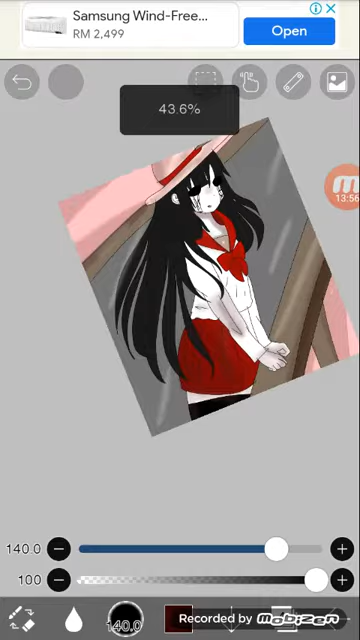 Samsung Wind-Free...
RM 2,499
Open
43.6%
13:56
140.0
100
140.0
Recorded by Mobizen